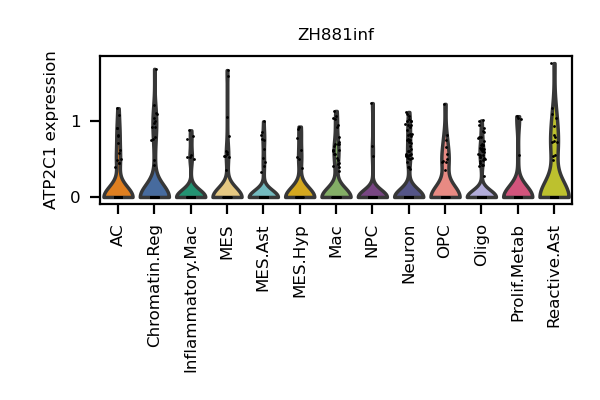 ZH881inf
ATP2C1 expression
1
0
AC
Chromatin.Reg
Inflammatory.Mac
MES
MES.Ast
MES.Hyp
Mac
NPC
Neuron
OPC
Oligo
Prolif.Metab
Reactive.Ast